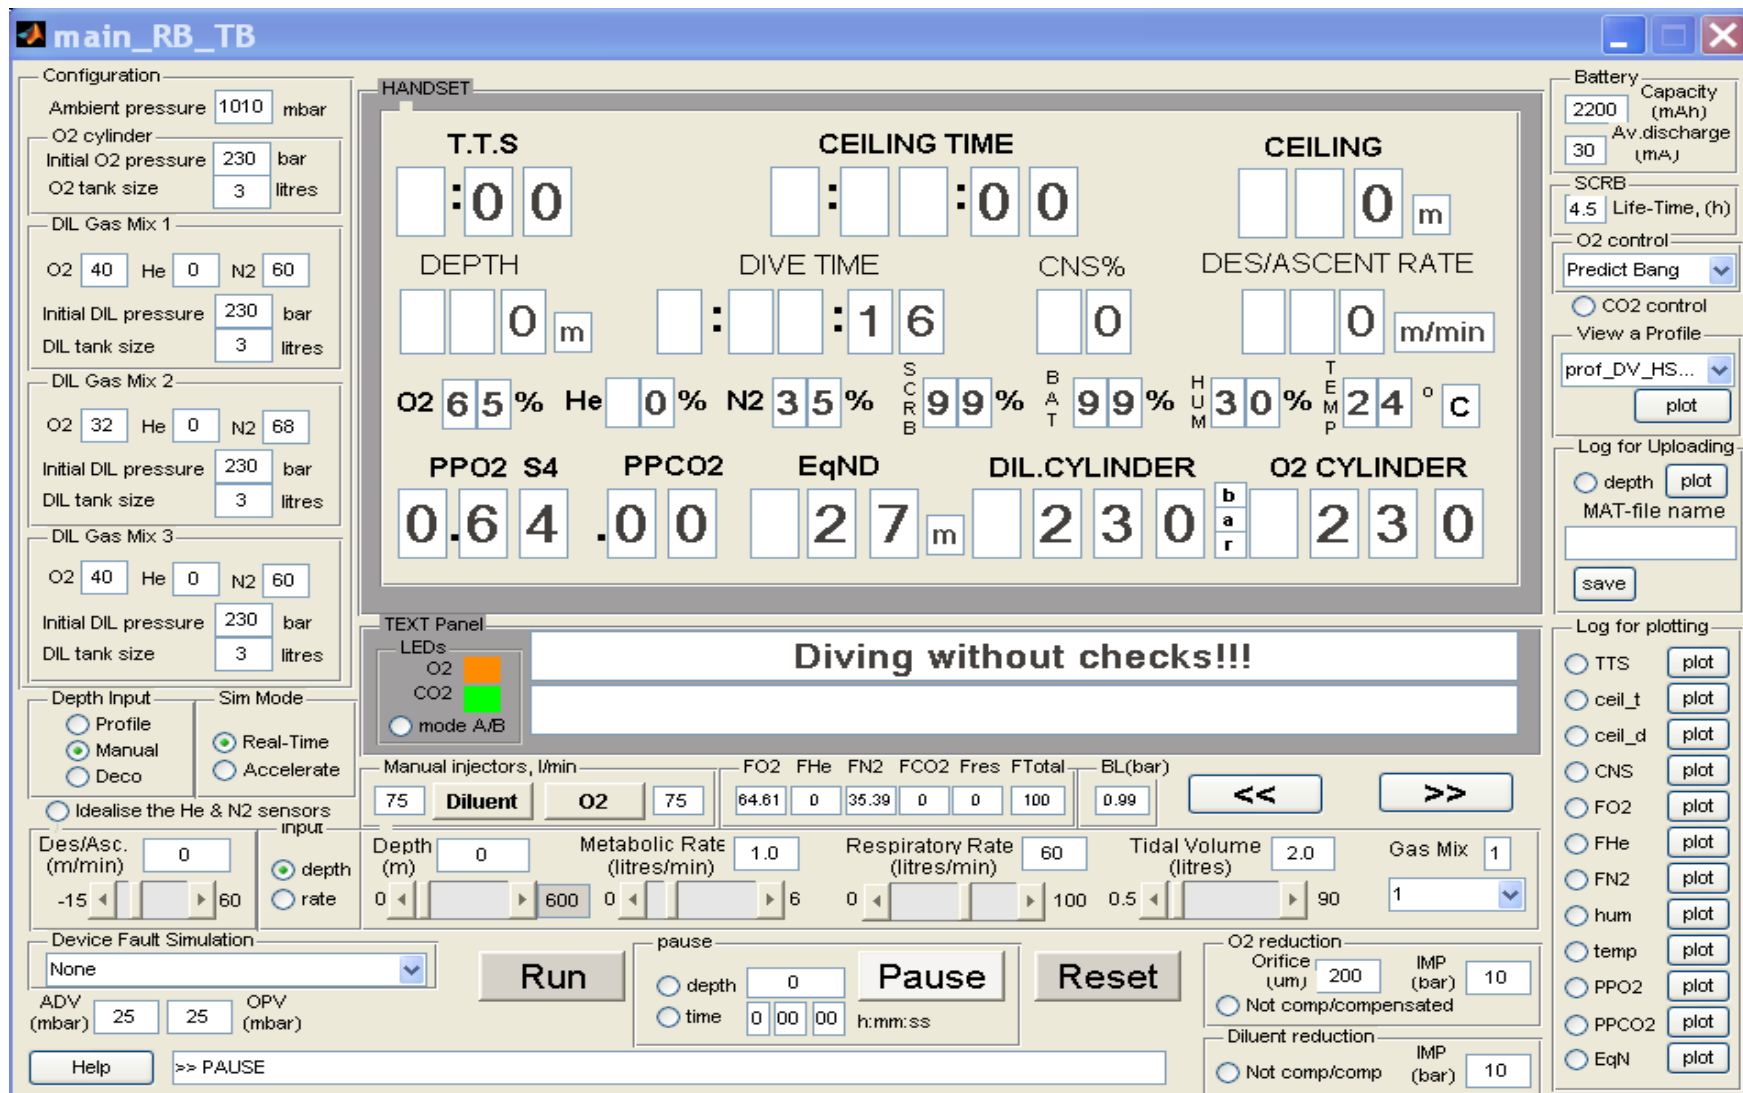 main_RB_TB
Configuration
Ambient pressure 1010 mbar
O2 cylinder
Initial O2 pressure 230 bar
O2 tank size 3 litres
DIL Gas Mix 1
O2 40 He 0 N2 60
Initial DIL pressure 230 bar
DIL tank size 3 litres
DIL Gas Mix 2
O2 32 He 0 N2 68
Initial DIL pressure 230 bar
DIL tank size 3 litres
DIL Gas Mix 3
O2 40 He 0 N2 60
Initial DIL pressure 230 bar
DIL tank size 3 litres
Depth Input
Profile
Manual
Deco
Sim Mode
Real-Time
Accelerate
Idealise the He & N2 sensors
HANDSET
T.T.S CEILING TIME CEILING
:00 : :00 0 m
DEPTH DIVE TIME CNS% DES/ASCENT RATE
0 m : :16 0 0 m/min
O2 65% He 0% N2 35% SCRB 99% BAT 99% HUM 30% TEMP 24 ° C
PPO2 S4 PPCO2 EqND DIL.CYLINDER O2 CYLINDER
0.64 .00 27 m 230 bar 230
TEXT Panel
LEDs
O2
CO2
mode A/B
Diving without checks!!!
Manual injectors, l/min
75 Diluent O2 75
FO2 FHe FN2 FCO2 Fres FTotal
64.61 0 35.39 0 0 100
BL(bar)
0.99
<< >>
Des/Asc. (m/min) 0
-15 60
Input
depth
rate
Depth (m) 0
0 600
Metabolic Rate (litres/min) 1.0
0 6
Respiratory Rate (litres/min) 60
0 100
Tidal Volume (litres) 2.0
0.5 90
Gas Mix 1
1
Device Fault Simulation
None
ADV (mbar) 25 25 OPV (mbar)
Run
pause
depth 0
time 0 00 00 h:mm:ss
Pause
Reset
O2 reduction
Orifice (um) 200 IMP (bar) 10
Not comp/compensated
Diluent reduction
Not comp/comp IMP (bar) 10
Help >> PAUSE
Battery
2200 Capacity (mAh)
30 Av.discharge (mA)
SCRB
4.5 Life-Time, (h)
O2 control
Predict Bang
CO2 control
View a Profile
prof_DV_HS...
plot
Log for Uploading
depth plot
MAT-file name
save
Log for plotting
TTS plot
ceil_t plot
ceil_d plot
CNS plot
FO2 plot
FHe plot
FN2 plot
hum plot
temp plot
PPO2 plot
PPCO2 plot
EqN plot